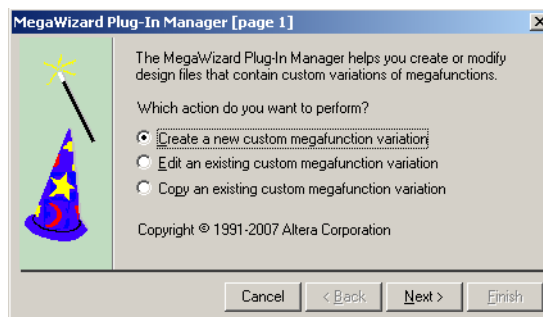 MegaWizard Plug-In Manager [page 1]
The MegaWizard Plug-In Manager helps you create or modify
design files that contain custom variations of megafunctions.
Which action do you want to perform?
Create a new custom megafunction variation
Edit an existing custom megafunction variation
Copy an existing custom megafunction variation
Copyright © 1991-2007 Altera Corporation
Cancel
< Back
Next >
Finish